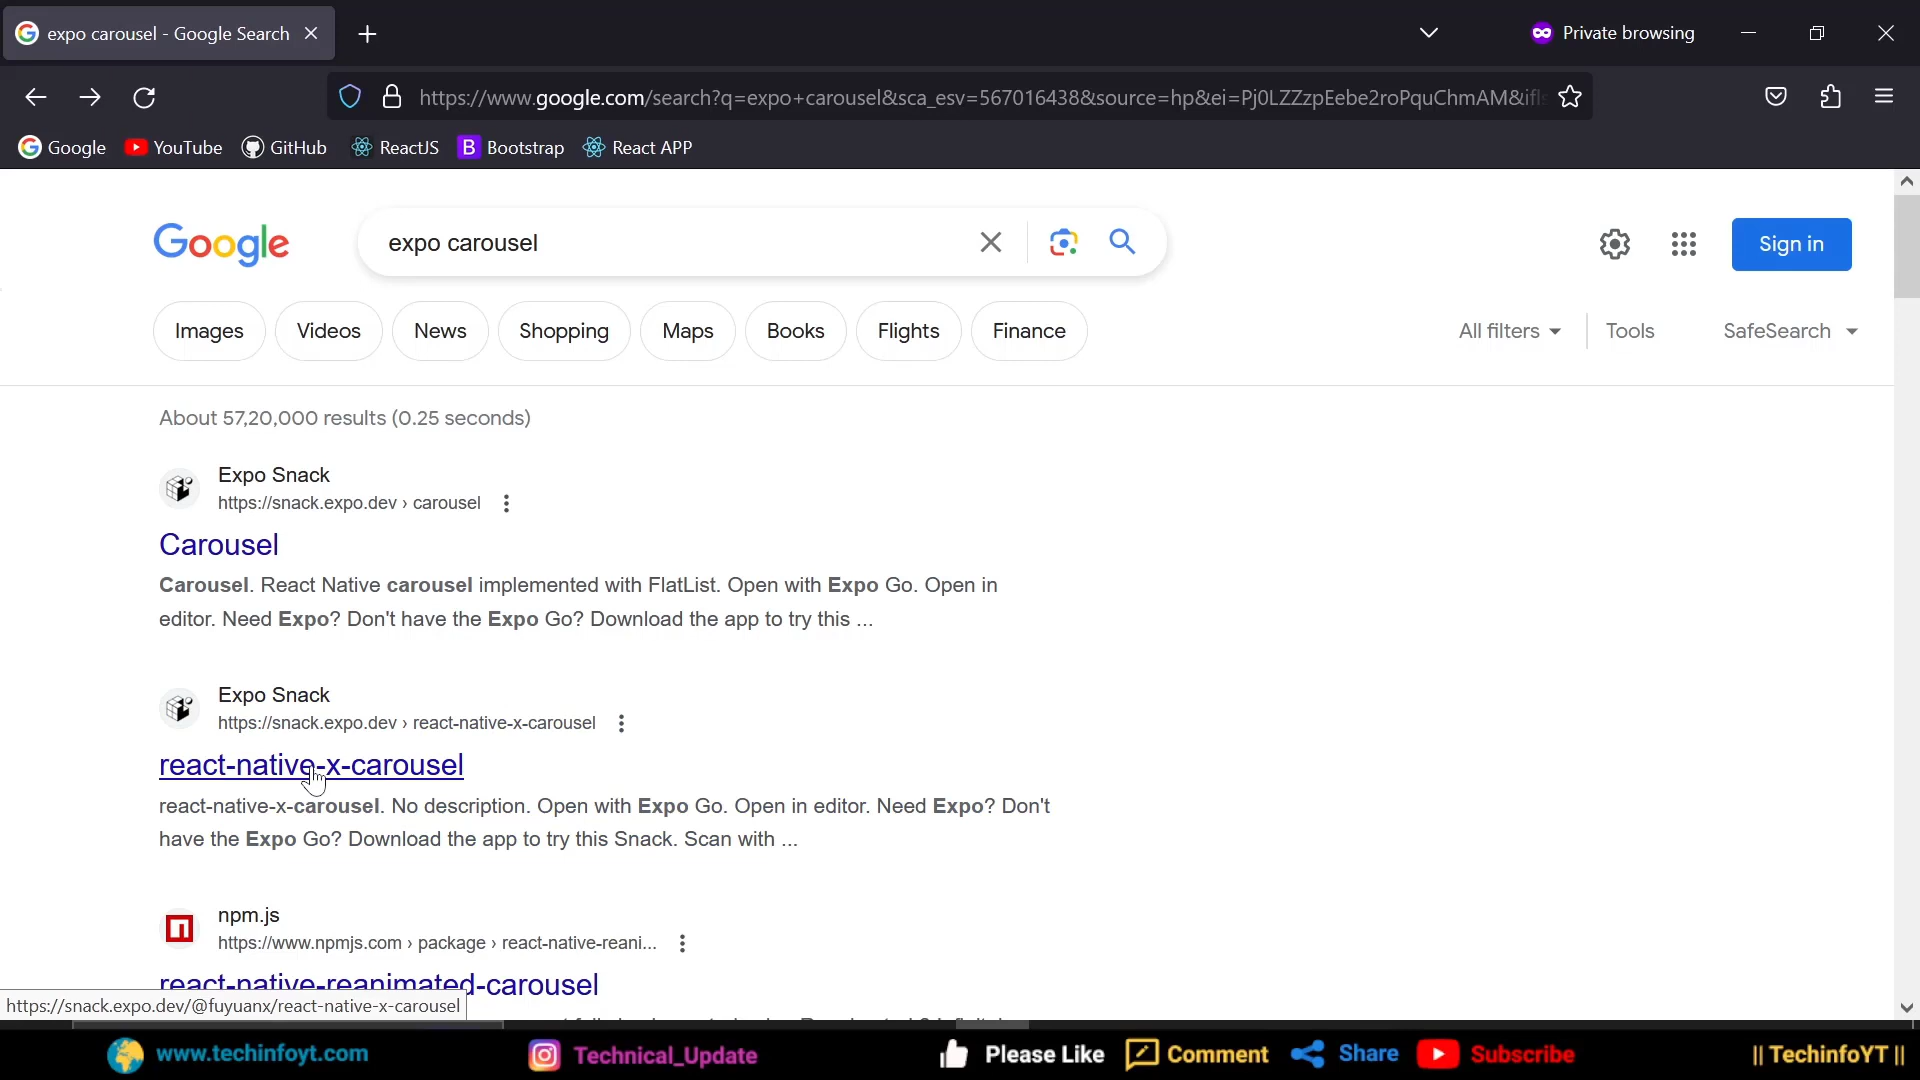 expo carousel - Google Search
Private browsing
https://www.google.com/search?q=expo+carousel&sca_esv=567016438&source=hp&ei=Pj0LZZzpEebe2roPquChmAM&ifl
Google YouTube GitHub ReactJS Bootstrap React APP
Google
expo carousel
Sign in
Images Videos News Shopping Maps Books Flights Finance All filters Tools SafeSearch
About 57,20,000 results (0.25 seconds)
Expo Snack
https://snack.expo.dev › carousel
Carousel
Carousel. React Native carousel implemented with FlatList. Open with Expo Go. Open in
editor. Need Expo? Don't have the Expo Go? Download the app to try this ...
Expo Snack
https://snack.expo.dev › react-native-x-carousel
react-native-x-carousel
react-native-x-carousel. No description. Open with Expo Go. Open in editor. Need Expo? Don't
have the Expo Go? Download the app to try this Snack. Scan with ...
npm.js
https://www.npmjs.com › package › react-native-reani...
react-native-reanimated-carousel
https://snack.expo.dev/@fuyuanx/react-native-x-carousel
www.techinfoyt.com Technical_Update Please Like Comment Share Subscribe || TechinfoYT ||